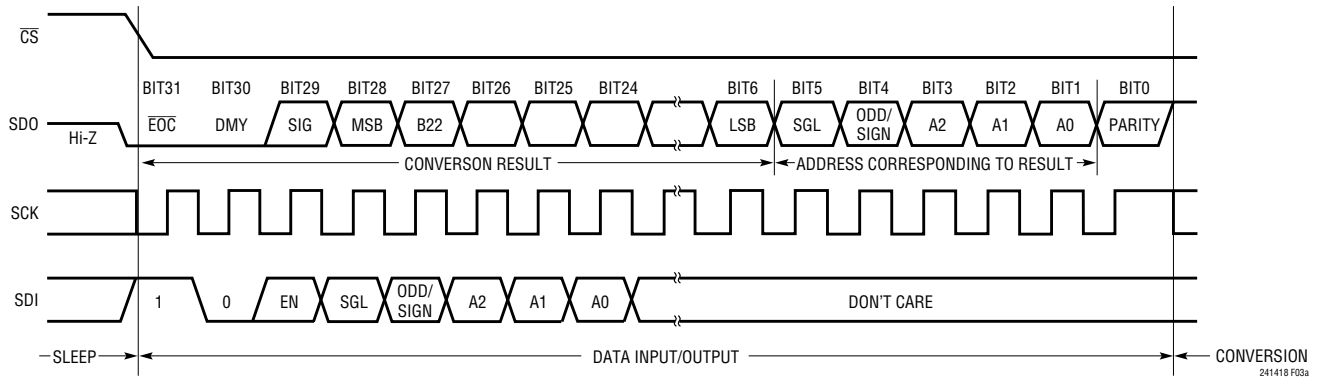 CS
BIT31 BIT30 BIT29 BIT28 BIT27 BIT26 BIT25 BIT24 BIT6 BIT5 BIT4 BIT3 BIT2 BIT1 BIT0
SDO Hi-Z EOC DMY SIG MSB B22 LSB SGL ODD/ SIGN A2 A1 A0 PARITY
CONVERSON RESULT ADDRESS CORRESPONDING TO RESULT
SCK
SDI 1 0 EN SGL ODD/ SIGN A2 A1 A0 DON'T CARE
SLEEP DATA INPUT/OUTPUT CONVERSION
241418 F03a